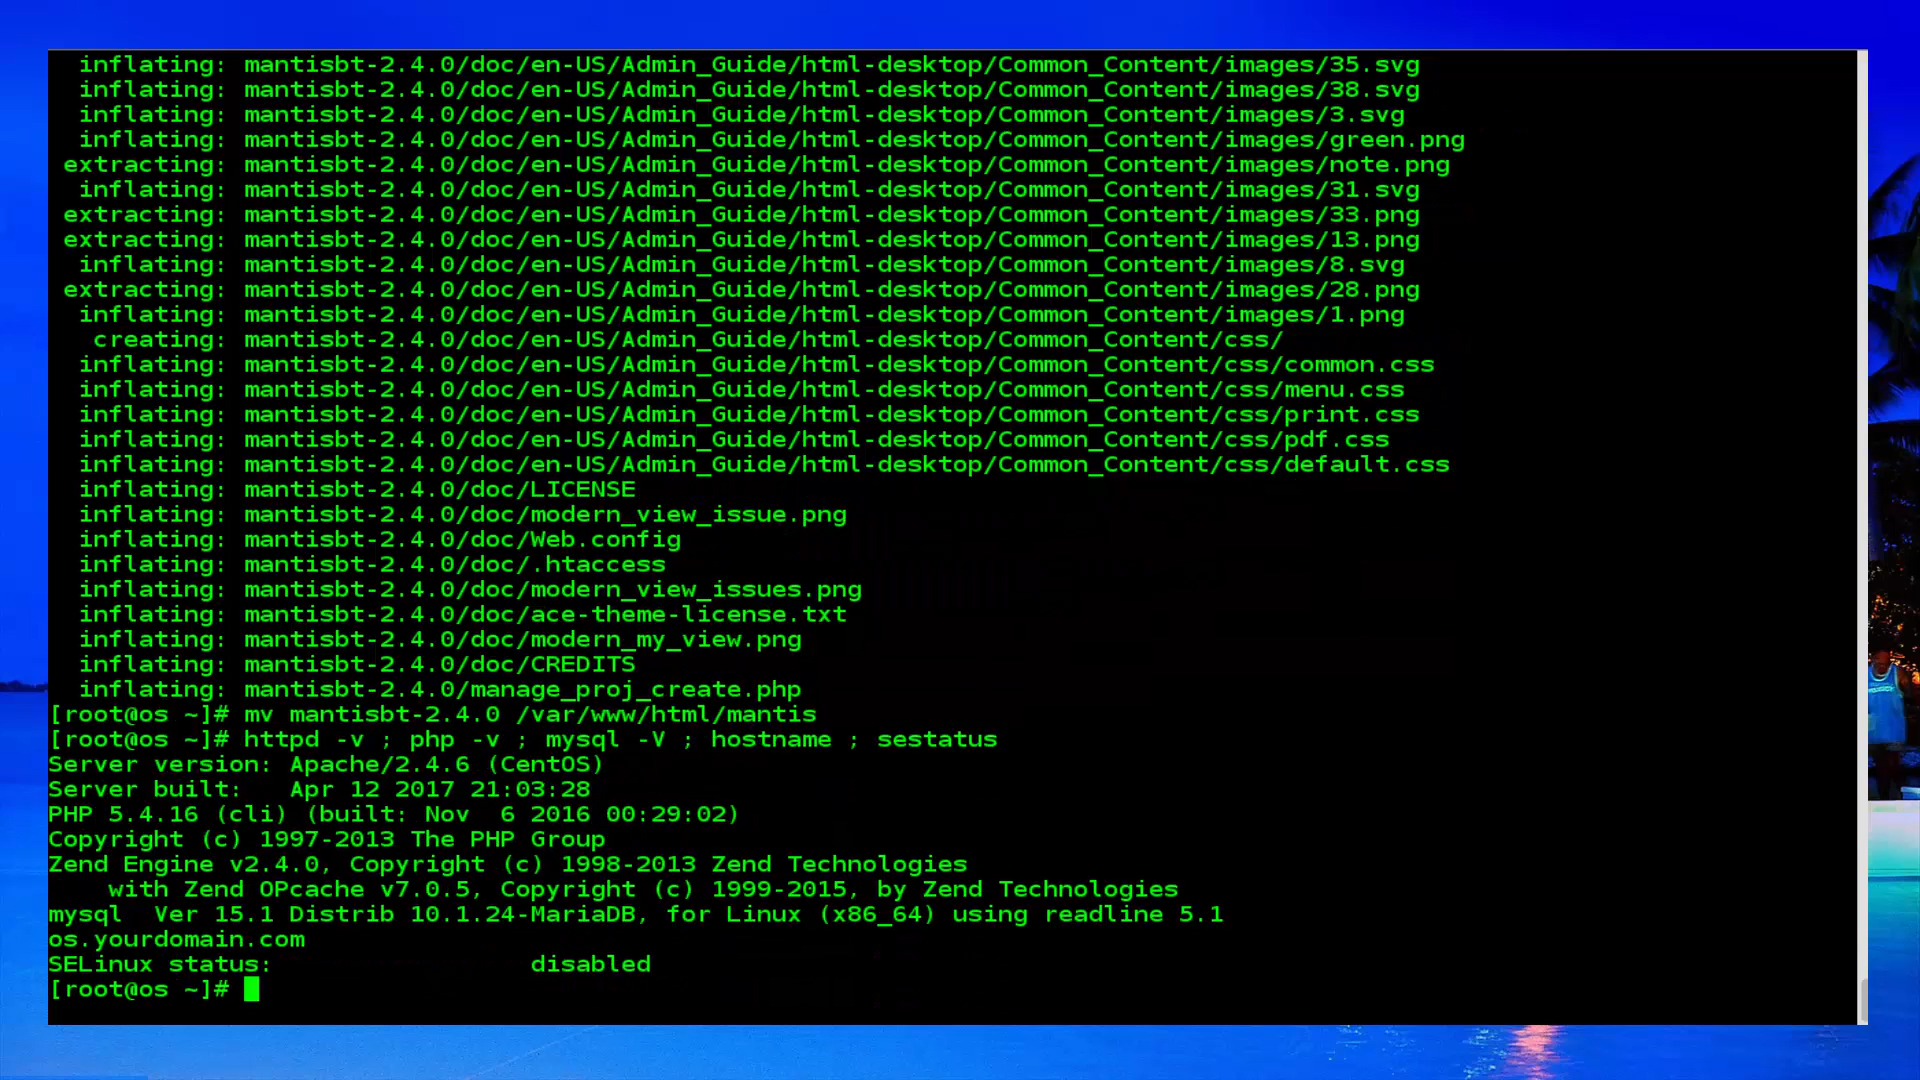 inflating: mantisbt-2.4.0/doc/en-US/Admin_Guide/html-desktop/Common_Content/images/35.svg
inflating: mantisbt-2.4.0/doc/en-US/Admin_Guide/html-desktop/Common_Content/images/38.svg
inflating: mantisbt-2.4.0/doc/en-US/Admin_Guide/html-desktop/Common_Content/images/3.svg
inflating: mantisbt-2.4.0/doc/en-US/Admin_Guide/html-desktop/Common_Content/images/green.png
extracting: mantisbt-2.4.0/doc/en-US/Admin_Guide/html-desktop/Common_Content/images/note.png
inflating: mantisbt-2.4.0/doc/en-US/Admin_Guide/html-desktop/Common_Content/images/31.svg
extracting: mantisbt-2.4.0/doc/en-US/Admin_Guide/html-desktop/Common_Content/images/33.png
extracting: mantisbt-2.4.0/doc/en-US/Admin_Guide/html-desktop/Common_Content/images/13.png
inflating: mantisbt-2.4.0/doc/en-US/Admin_Guide/html-desktop/Common_Content/images/8.svg
extracting: mantisbt-2.4.0/doc/en-US/Admin_Guide/html-desktop/Common_Content/images/28.png
inflating: mantisbt-2.4.0/doc/en-US/Admin_Guide/html-desktop/Common_Content/images/1.png
creating: mantisbt-2.4.0/doc/en-US/Admin_Guide/html-desktop/Common_Content/css/
inflating: mantisbt-2.4.0/doc/en-US/Admin_Guide/html-desktop/Common_Content/css/common.css
inflating: mantisbt-2.4.0/doc/en-US/Admin_Guide/html-desktop/Common_Content/css/menu.css
inflating: mantisbt-2.4.0/doc/en-US/Admin_Guide/html-desktop/Common_Content/css/print.css
inflating: mantisbt-2.4.0/doc/en-US/Admin_Guide/html-desktop/Common_Content/css/pdf.css
inflating: mantisbt-2.4.0/doc/en-US/Admin_Guide/html-desktop/Common_Content/css/default.css
inflating: mantisbt-2.4.0/doc/LICENSE
inflating: mantisbt-2.4.0/doc/modern_view_issue.png
inflating: mantisbt-2.4.0/doc/Web.config
inflating: mantisbt-2.4.0/doc/.htaccess
inflating: mantisbt-2.4.0/doc/modern_view_issues.png
inflating: mantisbt-2.4.0/doc/ace-theme-license.txt
inflating: mantisbt-2.4.0/doc/modern_my_view.png
inflating: mantisbt-2.4.0/doc/CREDITS
inflating: mantisbt-2.4.0/manage_proj_create.php
[root@os ~]# mv mantisbt-2.4.0 /var/www/html/mantis
[root@os ~]# httpd -v ; php -v ; mysql -V ; hostname ; sestatus
Server version: Apache/2.4.6 (CentOS)
Server built:   Apr 12 2017 21:03:28
PHP 5.4.16 (cli) (built: Nov  6 2016 00:29:02)
Copyright (c) 1997-2013 The PHP Group
Zend Engine v2.4.0, Copyright (c) 1998-2013 Zend Technologies
    with Zend OPcache v7.0.5, Copyright (c) 1999-2015, by Zend Technologies
mysql  Ver 15.1 Distrib 10.1.24-MariaDB, for Linux (x86_64) using readline 5.1
os.yourdomain.com
SELinux status:                 disabled
[root@os ~]#